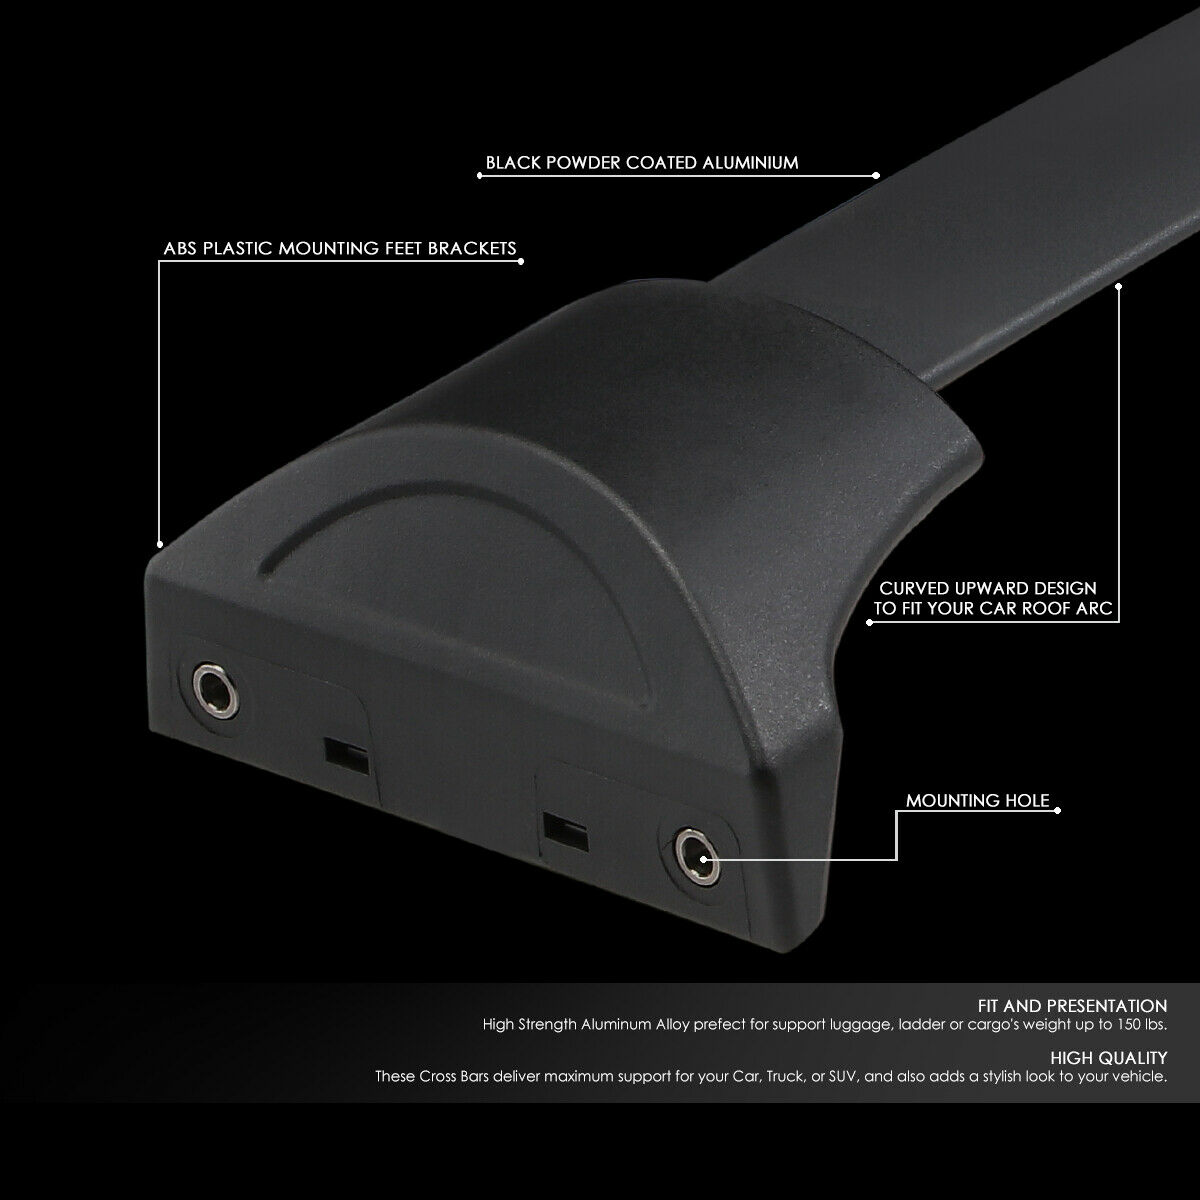 BLACK POWDER COATED ALUMINIUM
ABS PLASTIC MOUNTING FEET BRACKETS
CURVED UPWARD DESIGN
TO FIT YOUR CAR ROOF ARC
MOUNTING HOLE
FIT AND PRESENTATION
High Strength Aluminum Alloy prefect for support luggage, ladder or cargo's weight up to 150 lbs.
HIGH QUALITY
These Cross Bars deliver maximum support for your Car, Truck, or SUV, and also adds a stylish look to your vehicle.